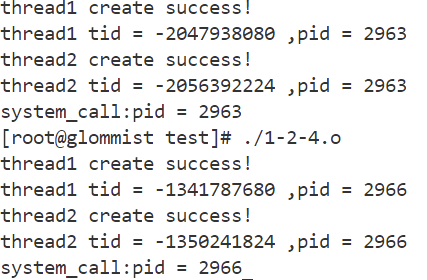 thread1 create success!
thread1 tid = -2047938080 ,pid = 2963
thread2 create success!
thread2 tid = -2056392224 ,pid = 2963
system_call:pid = 2963
[root@glommist test]# ./1-2-4.o
thread1 create success!
thread1 tid = -1341787680 ,pid = 2966
thread2 create success!
thread2 tid = -1350241824 ,pid = 2966
system_call:pid = 2966_